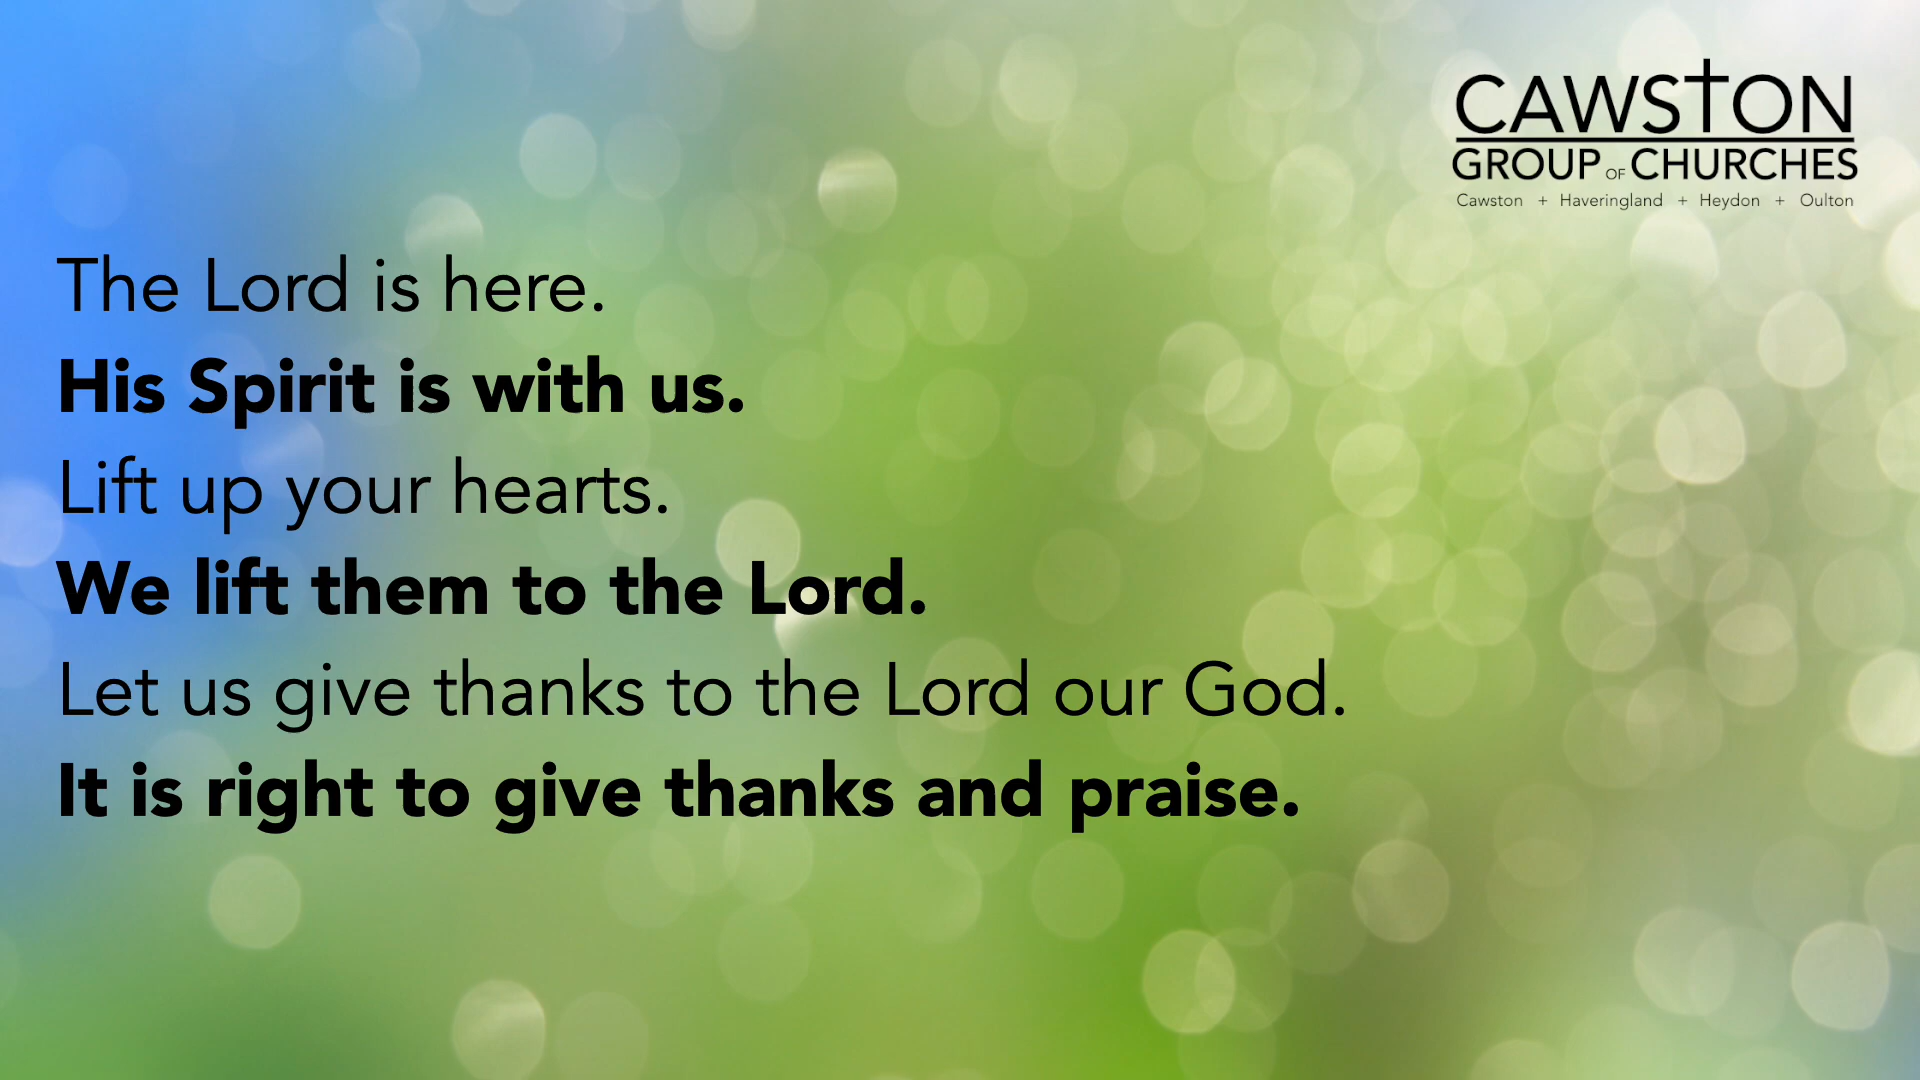 CAWSTON
GROUP OF CHURCHES
Cawston + Haveringland + Heydon + Oulton
The Lord is here.
His Spirit is with us.
Lift up your hearts.
We lift them to the Lord.
Let us give thanks to the Lord our God.
It is right to give thanks and praise.